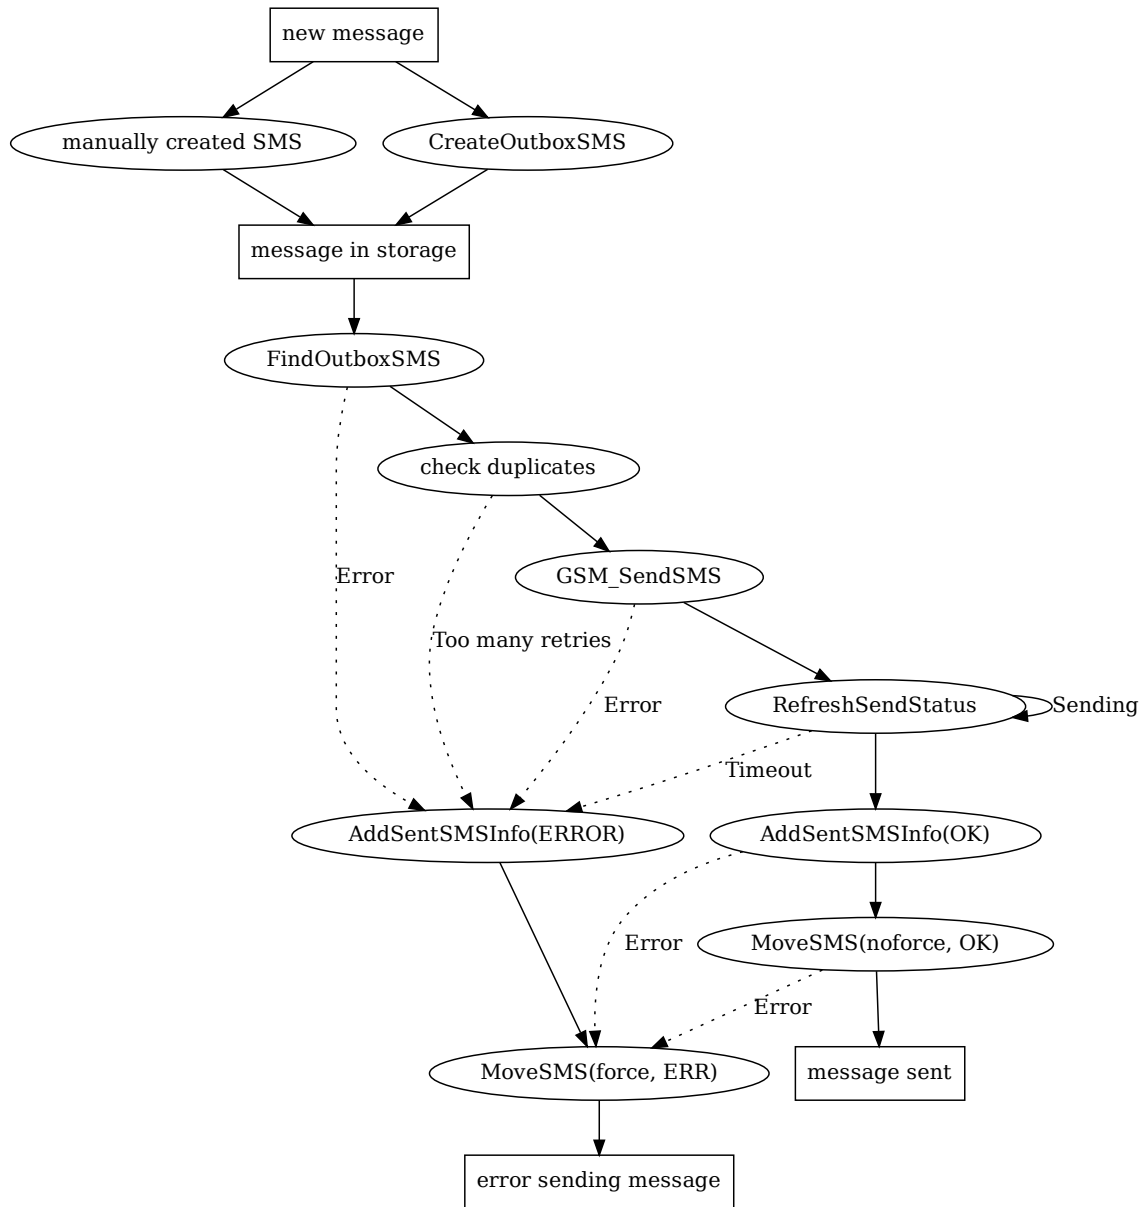 new message
manually created SMS
CreateOutboxSMS
message in storage
FindOutboxSMS
check duplicates
Error
GSM_SendSMS
Too many retries
Error
RefreshSendStatus
Sending
Timeout
AddSentSMSInfo(ERROR)
AddSentSMSInfo(OK)
Error
MoveSMS(noforce, OK)
Error
MoveSMS(force, ERR)
message sent
error sending message